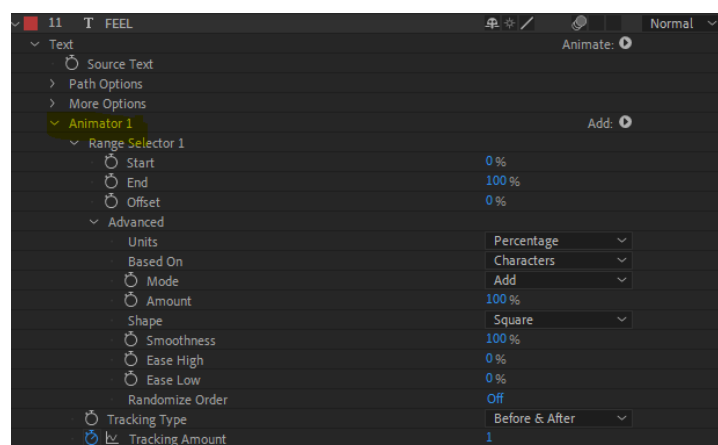 11 T FEEL Normal
Text Animate:
Source Text
Path Options
More Options
Animator 1 Add:
Range Selector 1
Start 0%
End 100%
Offset 0%
Advanced
Units Percentage
Based On Characters
Mode Add
Amount 100%
Shape Square
Smoothness 100%
Ease High 0%
Ease Low 0%
Randomize Order Off
Tracking Type Before & After
Tracking Amount 1